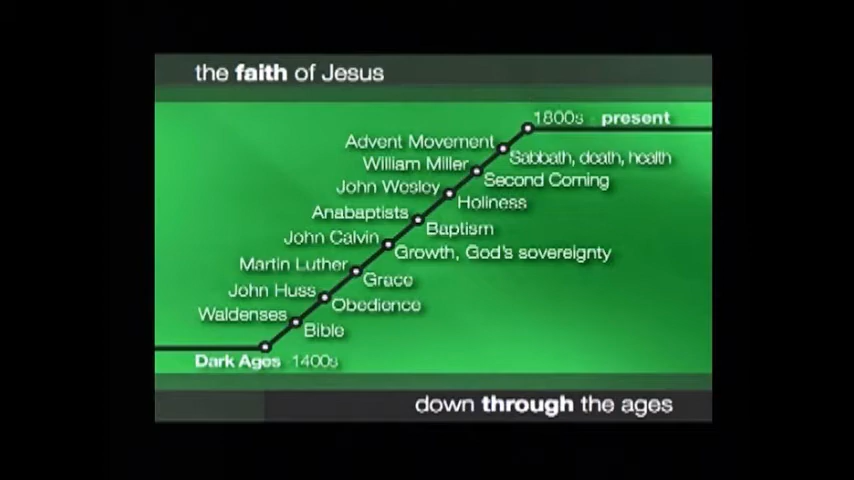 the faith of Jesus
1800s - present
Advent Movement
Sabbath, death, health
William Miller
Second Coming
John Wesley
Holiness
Anabaptists
Baptism
John Calvin
Growth, God's sovereignty
Martin Luther
Grace
John Huss
Obedience
Waldenses
Bible
Dark Ages - 1400s
down through the ages